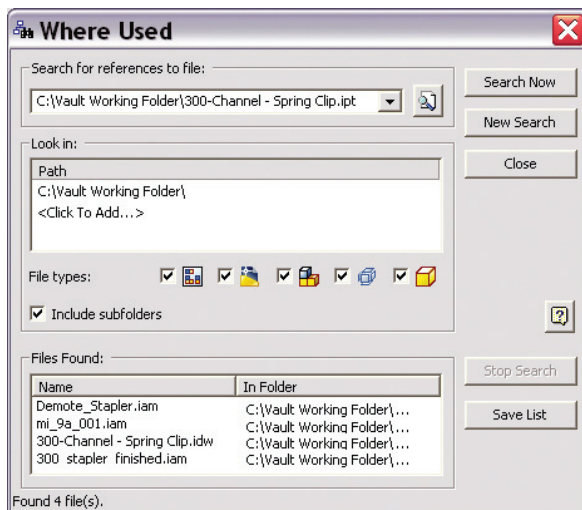 Where Used
Search for references to file:
C:\Vault Working Folder\300-Channel - Spring Clip.ipt
Search Now
New Search
Close
Look in:
Path
C:\Vault Working Folder\
<Click To Add...>
File types:
Include subfolders
Files Found:
Name In Folder
Demote_Stapler.iam C:\Vault Working Folder\...
mi_9a_001.iam C:\Vault Working Folder\...
300-Channel - Spring Clip.idw C:\Vault Working Folder\...
300_stapler_finished.iam C:\Vault Working Folder\...
Stop Search
Save List
Found 4 file(s).